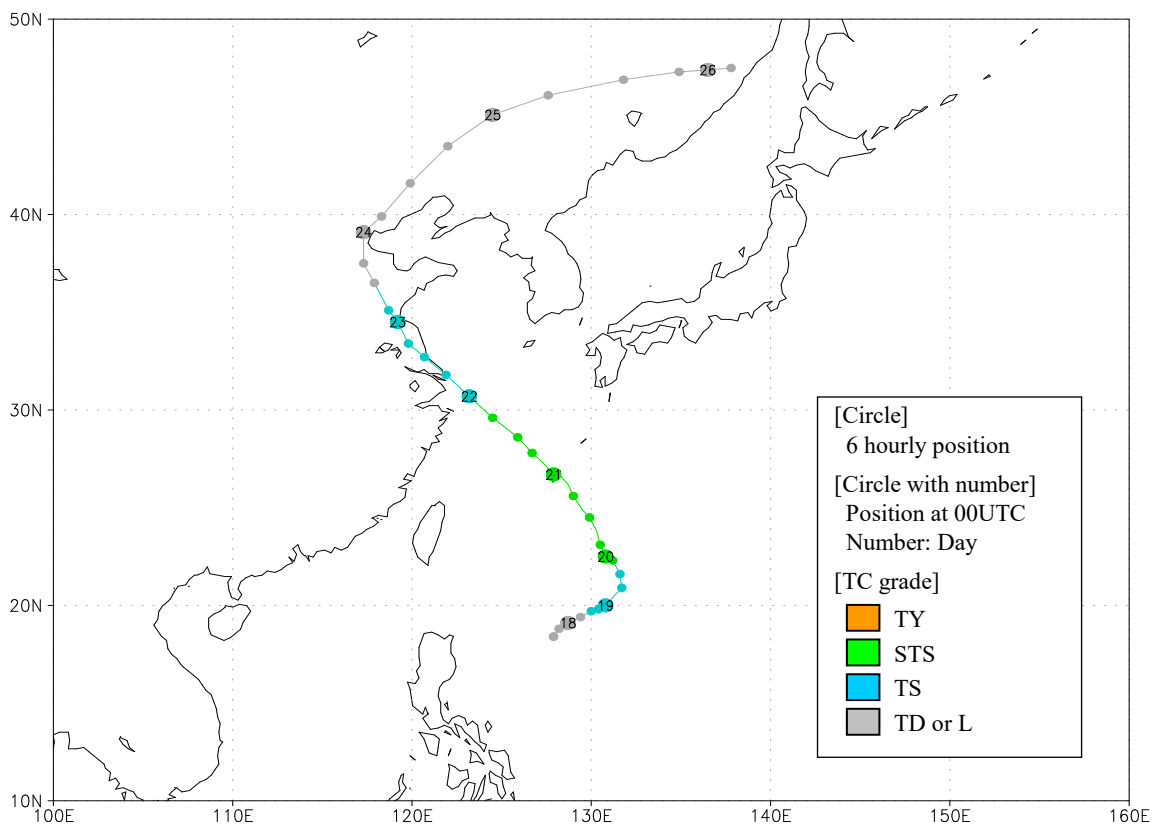 50N
26
25
40N
24
23
22
30N
21
20
19
20N
18
10N
100E 110E 120E 130E 140E 150E 160E
[Circle]
6 hourly position
[Circle with number]
Position at 00UTC
Number: Day
[TC grade]
TY
STS
TS
TD or L